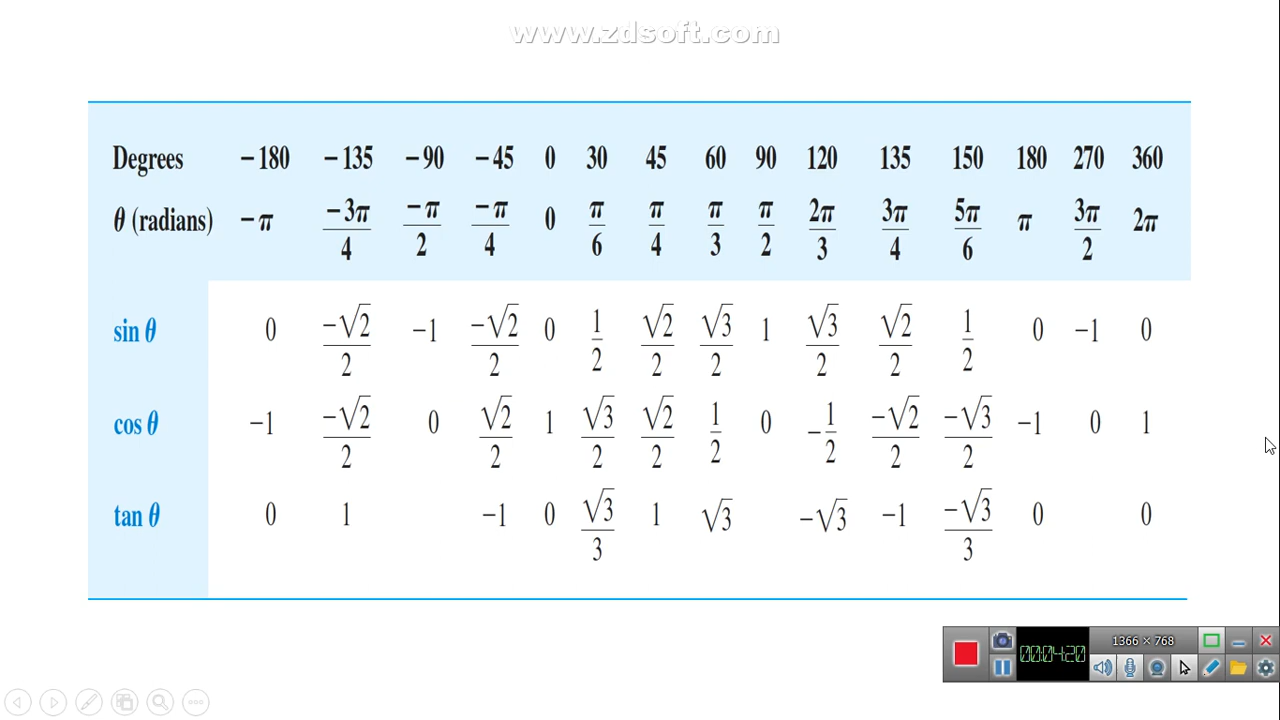 www.zdsoft.com
Degrees −180 −135 −90 −45 0 30 45 60 90 120 135 150 180 270 360
θ (radians) −π −3π/4 −π/2 −π/4 0 π/6 π/4 π/3 π/2 2π/3 3π/4 5π/6 π 3π/2 2π
sin θ 0 −√2/2 −1 −√2/2 0 1/2 √2/2 √3/2 1 √3/2 √2/2 1/2 0 −1 0
cos θ −1 −√2/2 0 √2/2 1 √3/2 √2/2 1/2 0 −1/2 −√2/2 −√3/2 −1 0 1
tan θ 0 1 −1 0 √3/3 1 √3 −√3 −1 −√3/3 0 0
1366 × 768
00:04:20